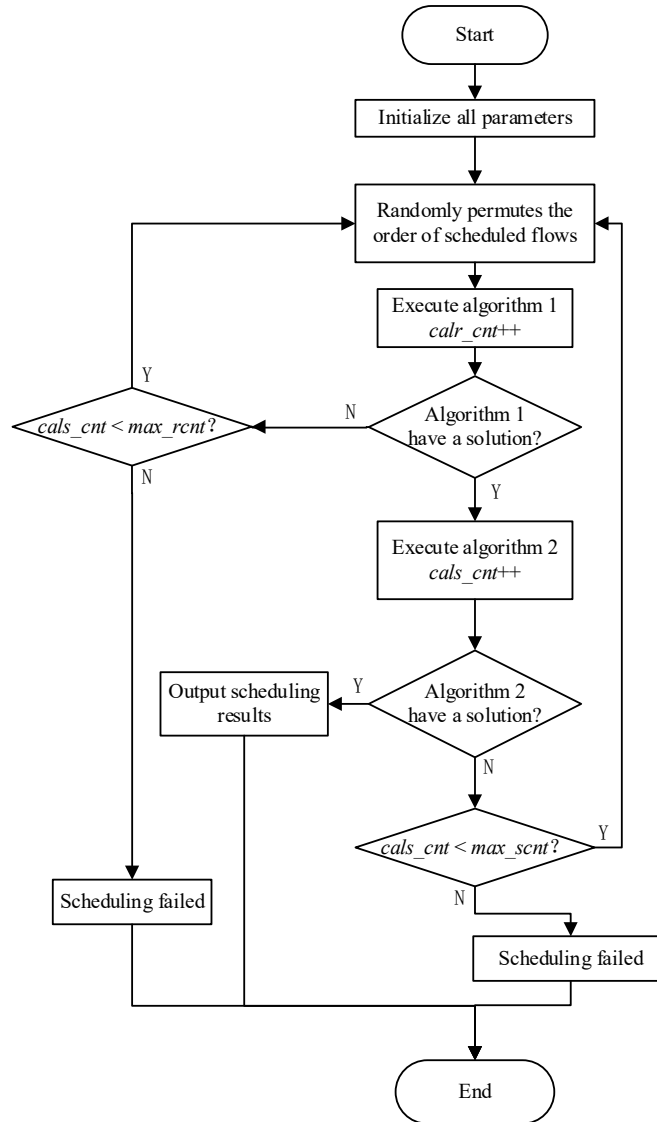 Start
Initialize all parameters
Randomly permutes the
order of scheduled flows
Execute algorithm 1
calr_cnt++
Y
N
cals_cnt < max_rcnt?
Algorithm 1
have a solution?
N
Y
Execute algorithm 2
cals_cnt++
Output scheduling
results
Y
Algorithm 2
have a solution?
N
cals_cnt < max_scnt?
Y
N
Scheduling failed
Scheduling failed
End